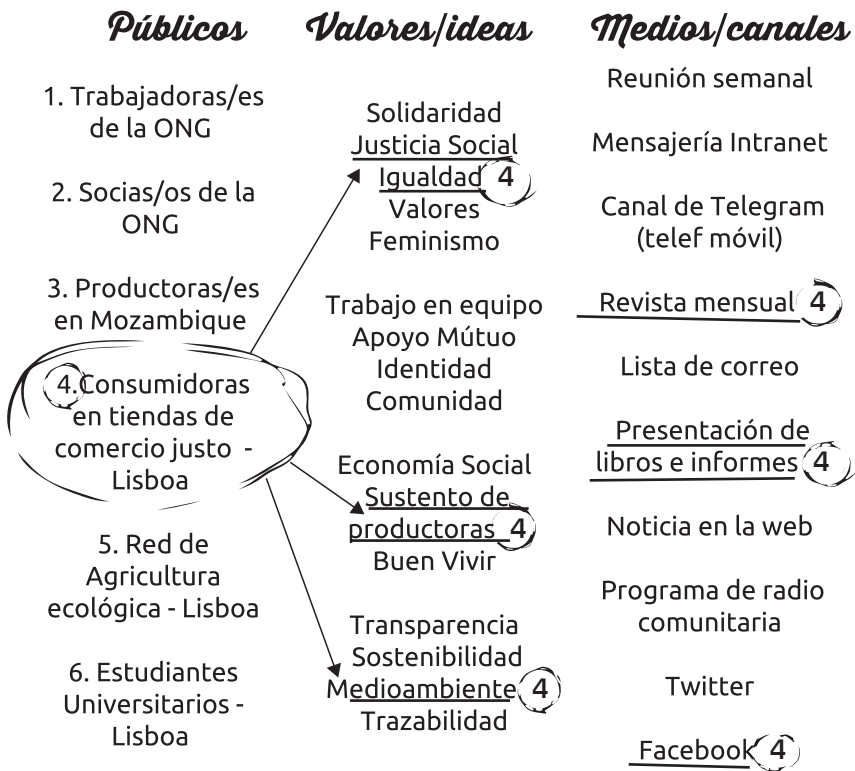 Públicos
1. Trabajadoras/es
de la ONG
2. Socias/os de la
ONG
3. Productoras/es
en Mozambique
4.Consumidoras
en tiendas de
comercio justo -
Lisboa
5. Red de
Agricultura
ecológica - Lisboa
6. Estudiantes
Universitarios -
Lisboa
Valores/ideas
Solidaridad
Justicia Social
Igualdad 4
Valores
Feminismo
Trabajo en equipo
Apoyo Mútuo
Identidad
Comunidad
Economía Social
Sustento de
productoras 4
Buen Vivir
Transparencia
Sostenibilidad
Medioambiente 4
Trazabilidad
Medios/canales
Reunión semanal
Mensajería Intranet
Canal de Telegram
(telef móvil)
Revista mensual 4
Lista de correo
Presentación de
libros e informes 4
Noticia en la web
Programa de radio
comunitaria
Twitter
Facebook 4